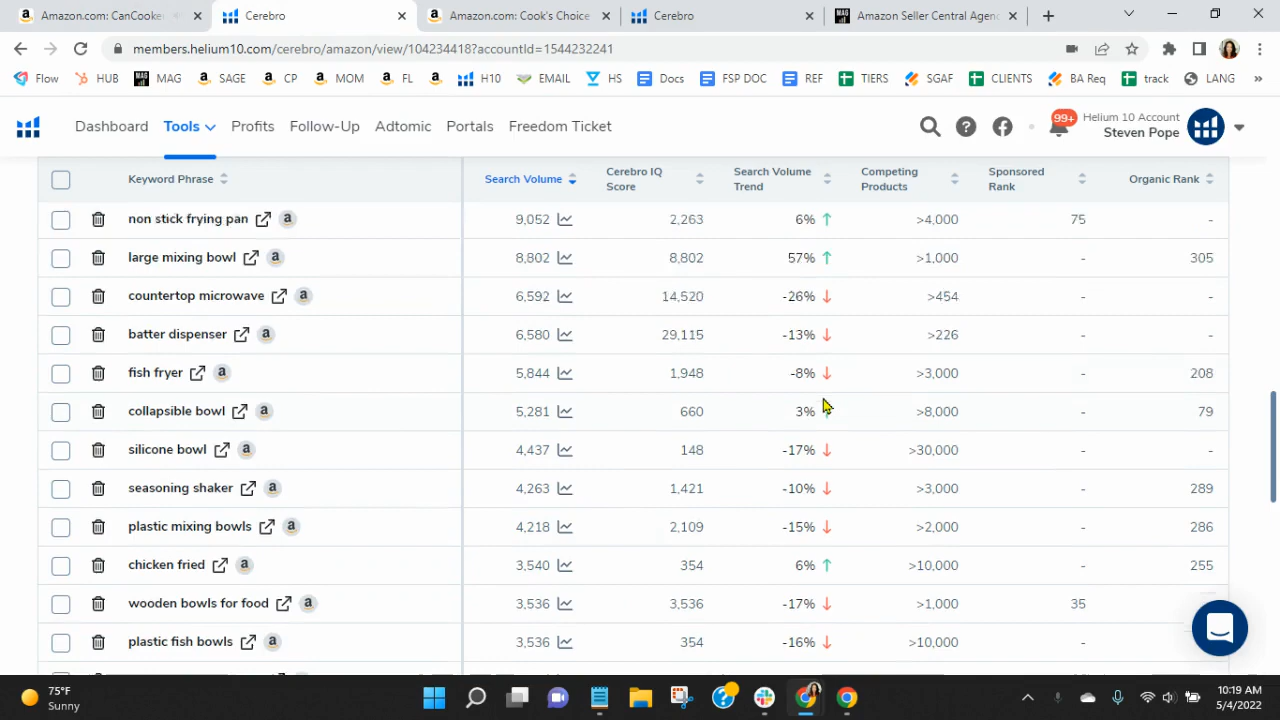 Amazon.com: CanCooker
Cerebro
Amazon.com: Cook's Choice
Cerebro
Amazon Seller Central Agenc
members.helium10.com/cerebro/amazon/view/104234418?accountId=1544232241
Flow HUB MAG SAGE CP MOM FL H10 EMAIL HS Docs FSP DOC REF TIERS SGAF CLIENTS BA Req track LANG »
Dashboard Tools Profits Follow-Up Adtomic Portals Freedom Ticket
99+
Helium 10 Account
Steven Pope
Keyword Phrase Search Volume Cerebro IQ Score Search Volume Trend Competing Products Sponsored Rank Organic Rank
non stick frying pan 9,052 2,263 6% >4,000 75 -
large mixing bowl 8,802 8,802 57% >1,000 - 305
countertop microwave 6,592 14,520 -26% >454 - -
batter dispenser 6,580 29,115 -13% >226 - -
fish fryer 5,844 1,948 -8% >3,000 - 208
collapsible bowl 5,281 660 3% >8,000 - 79
silicone bowl 4,437 148 -17% >30,000 - -
seasoning shaker 4,263 1,421 -10% >3,000 - 289
plastic mixing bowls 4,218 2,109 -15% >2,000 - 286
chicken fried 3,540 354 6% >10,000 - 255
wooden bowls for food 3,536 3,536 -17% >1,000 35
plastic fish bowls 3,536 354 -16% >10,000 -
75°F
Sunny
10:19 AM
5/4/2022